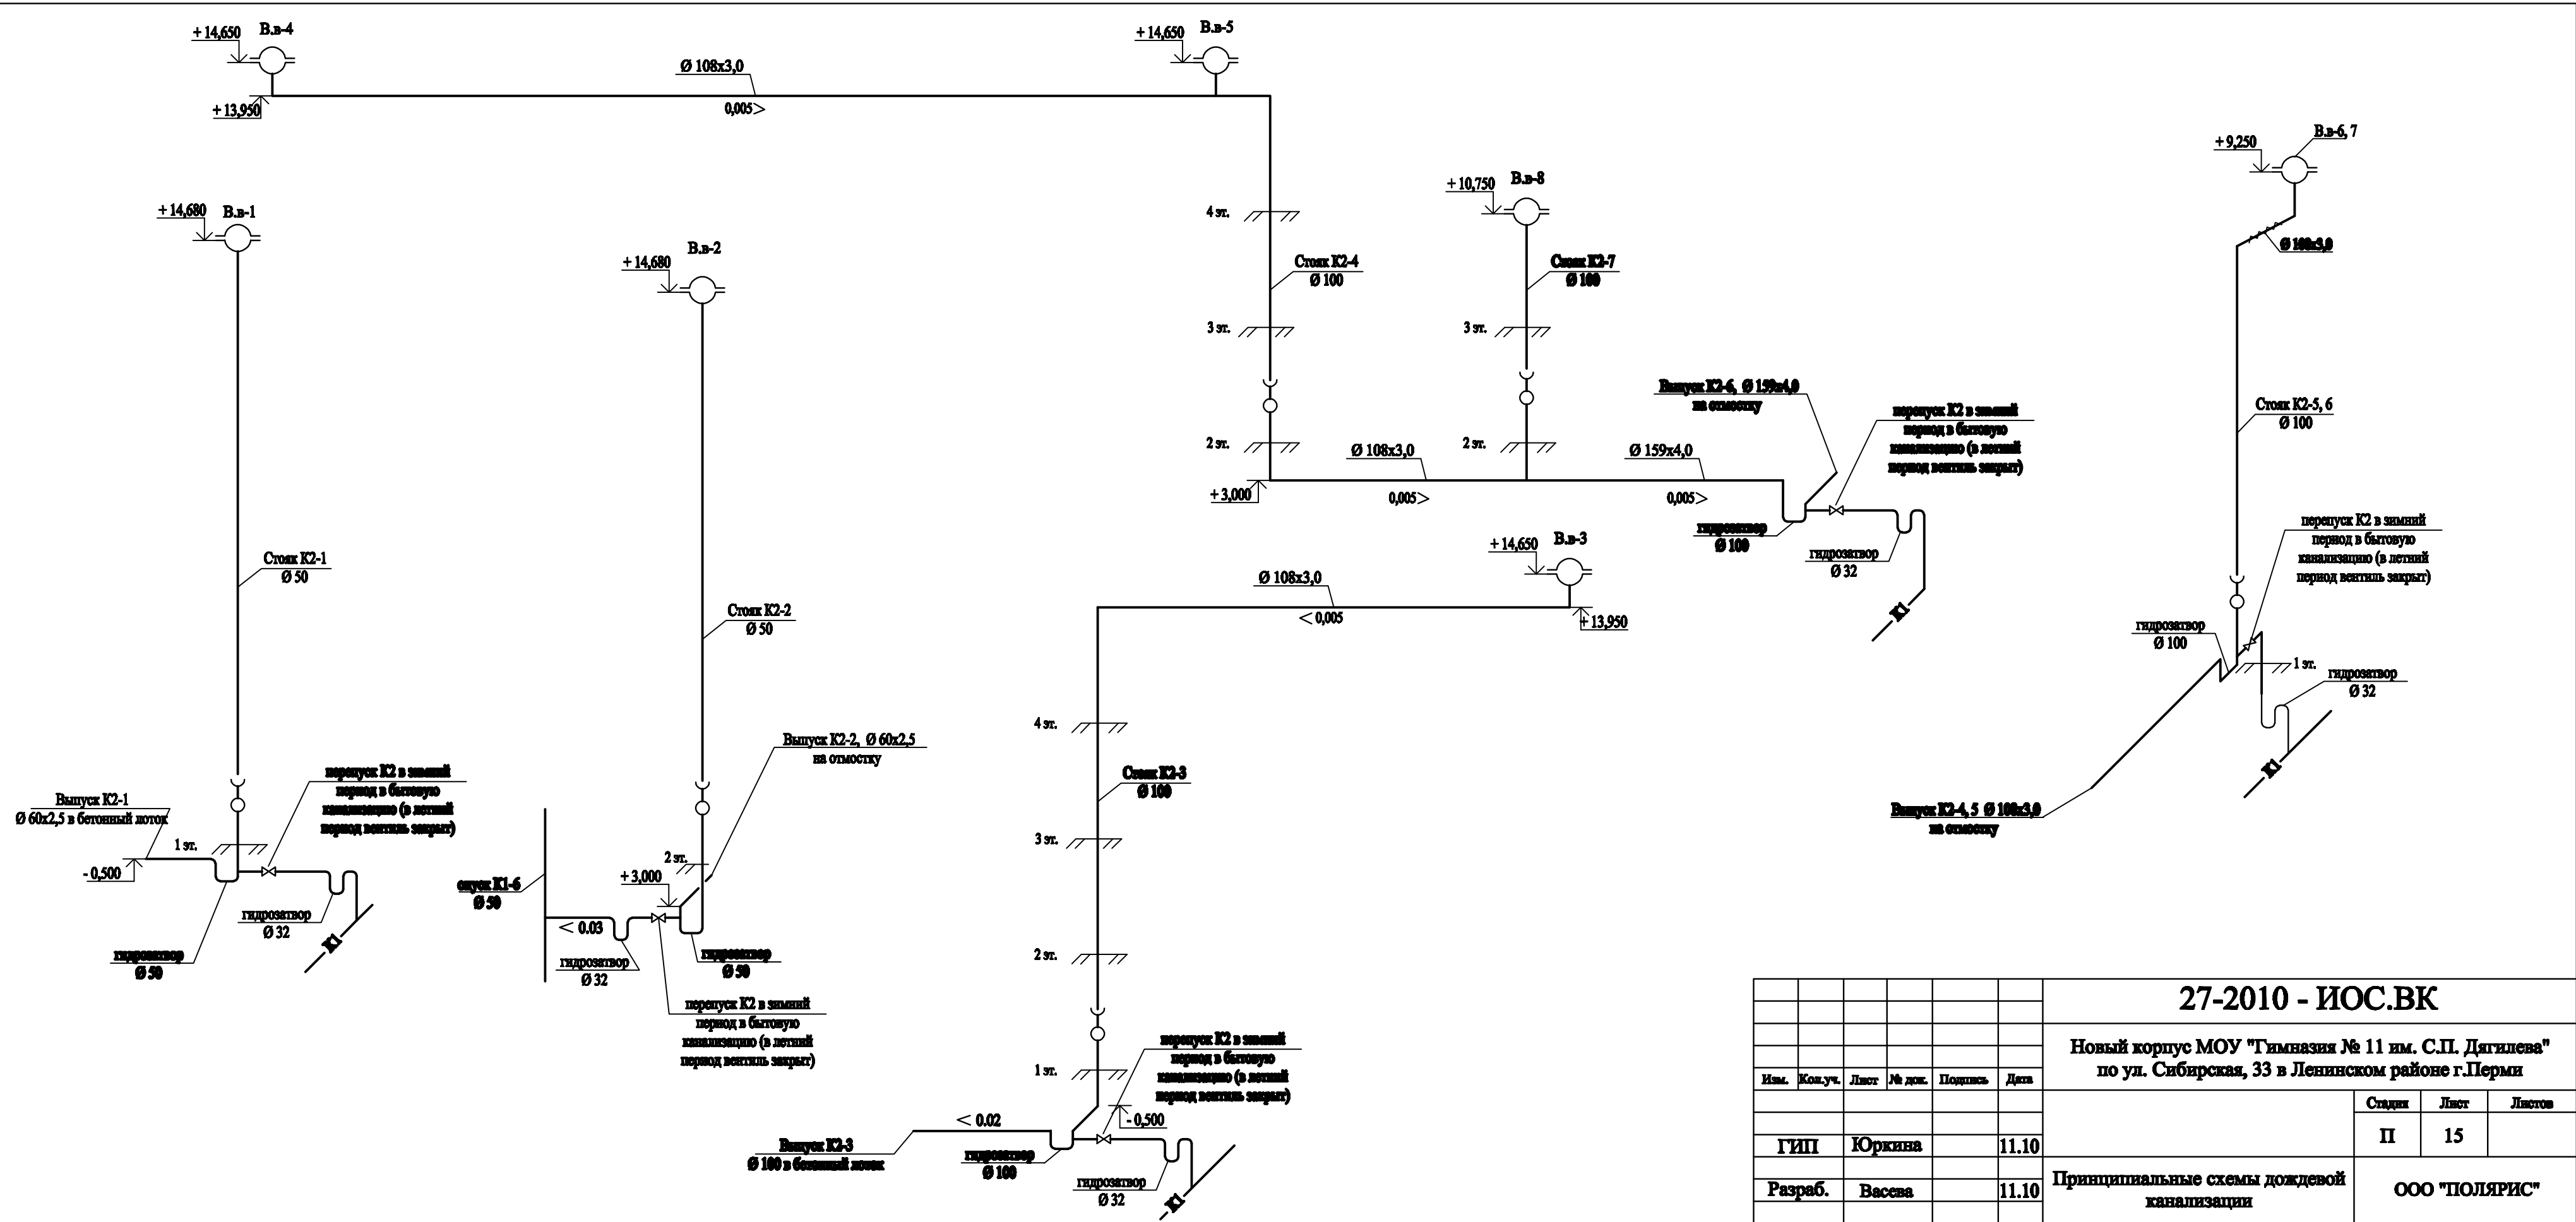 + 14,650
В.в-4
Ø 108x3,0
+ 13,950
0,005
+ 14,650
В.в-5
+ 14,680
В.в-1
+ 14,680
В.в-2
4 эт.
Стояк К2-4
Ø 100
3 эт.
2 эт.
+ 3,000
+ 10,750
В.в-8
Стояк К2-7
Ø 100
3 эт.
2 эт.
Ø 108x3,0
0,005
Ø 159x4,0
0,005
Выпуск К2-6, Ø 159x4,0
на отмостку
перепуск К2 в зимний
период в бытовую
канализацию (в летний
период вентиль закрыт)
гидрозатвор
Ø 100
гидрозатвор
Ø 32
К1
+ 9,250
В.в-6, 7
Ø 108x3,0
Стояк К2-5, 6
Ø 100
перепуск К2 в зимний
период в бытовую
канализацию (в летний
период вентиль закрыт)
гидрозатвор
Ø 100
1 эт.
гидрозатвор
Ø 32
К1
Выпуск К2-4, 5 Ø 108x3,0
на отмостку
Стояк К2-1
Ø 50
Выпуск К2-1
Ø 60x2,5 в бетонный лоток
1 эт.
- 0,500
перепуск К2 в зимний
период в бытовую
канализацию (в летний
период вентиль закрыт)
гидрозатвор
Ø 32
К1
гидрозатвор
Ø 50
Стояк К2-2
Ø 50
Выпуск К2-2, Ø 60x2,5
на отмостку
2 эт.
+ 3,000
опуск К1-6
Ø 50
0.03
гидрозатвор
Ø 32
гидрозатвор
Ø 50
перепуск К2 в зимний
период в бытовую
канализацию (в летний
период вентиль закрыт)
+ 14,650
В.в-3
Ø 108x3,0
0,005
+ 13,950
4 эт.
Стояк К2-3
Ø 100
3 эт.
2 эт.
1 эт.
перепуск К2 в зимний
период в бытовую
канализацию (в летний
период вентиль закрыт)
- 0,500
0.02
Выпуск К2-3
Ø 100 в бетонный лоток
гидрозатвор
Ø 100
гидрозатвор
Ø 32
К1
27-2010 - ИОС.ВК
Новый корпус МОУ "Гимназия № 11 им. С.П. Дягилева"
по ул. Сибирская, 33 в Ленинском районе г.Перми
Изм. Кол.уч. Лист № док. Подпись Дата
Стадия Лист Листов
П 15
ГИП Юркина 11.10
Разраб. Васева 11.10
Принципиальные схемы дождевой
канализации
ООО "ПОЛЯРИС"